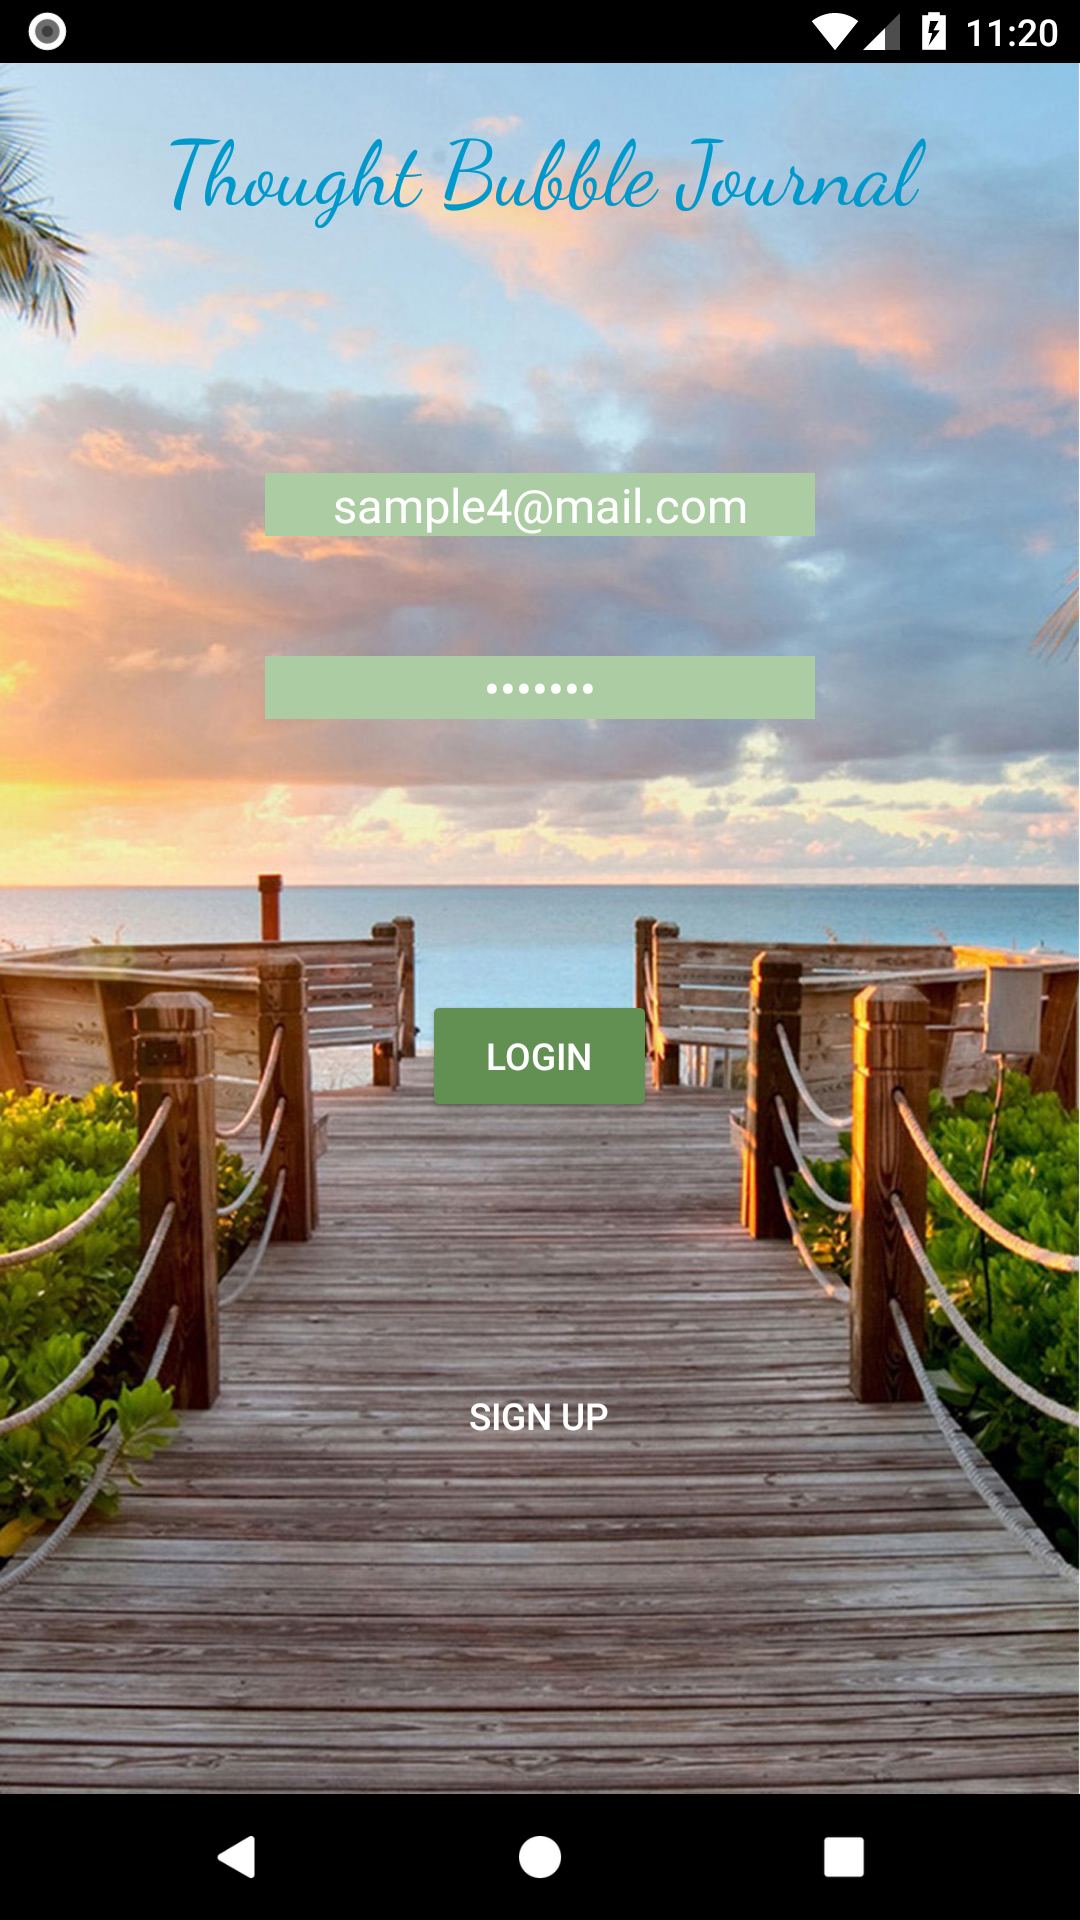 11:20
Thought Bubble Journal
sample4@mail.com
•••••••
LOGIN
SIGN UP